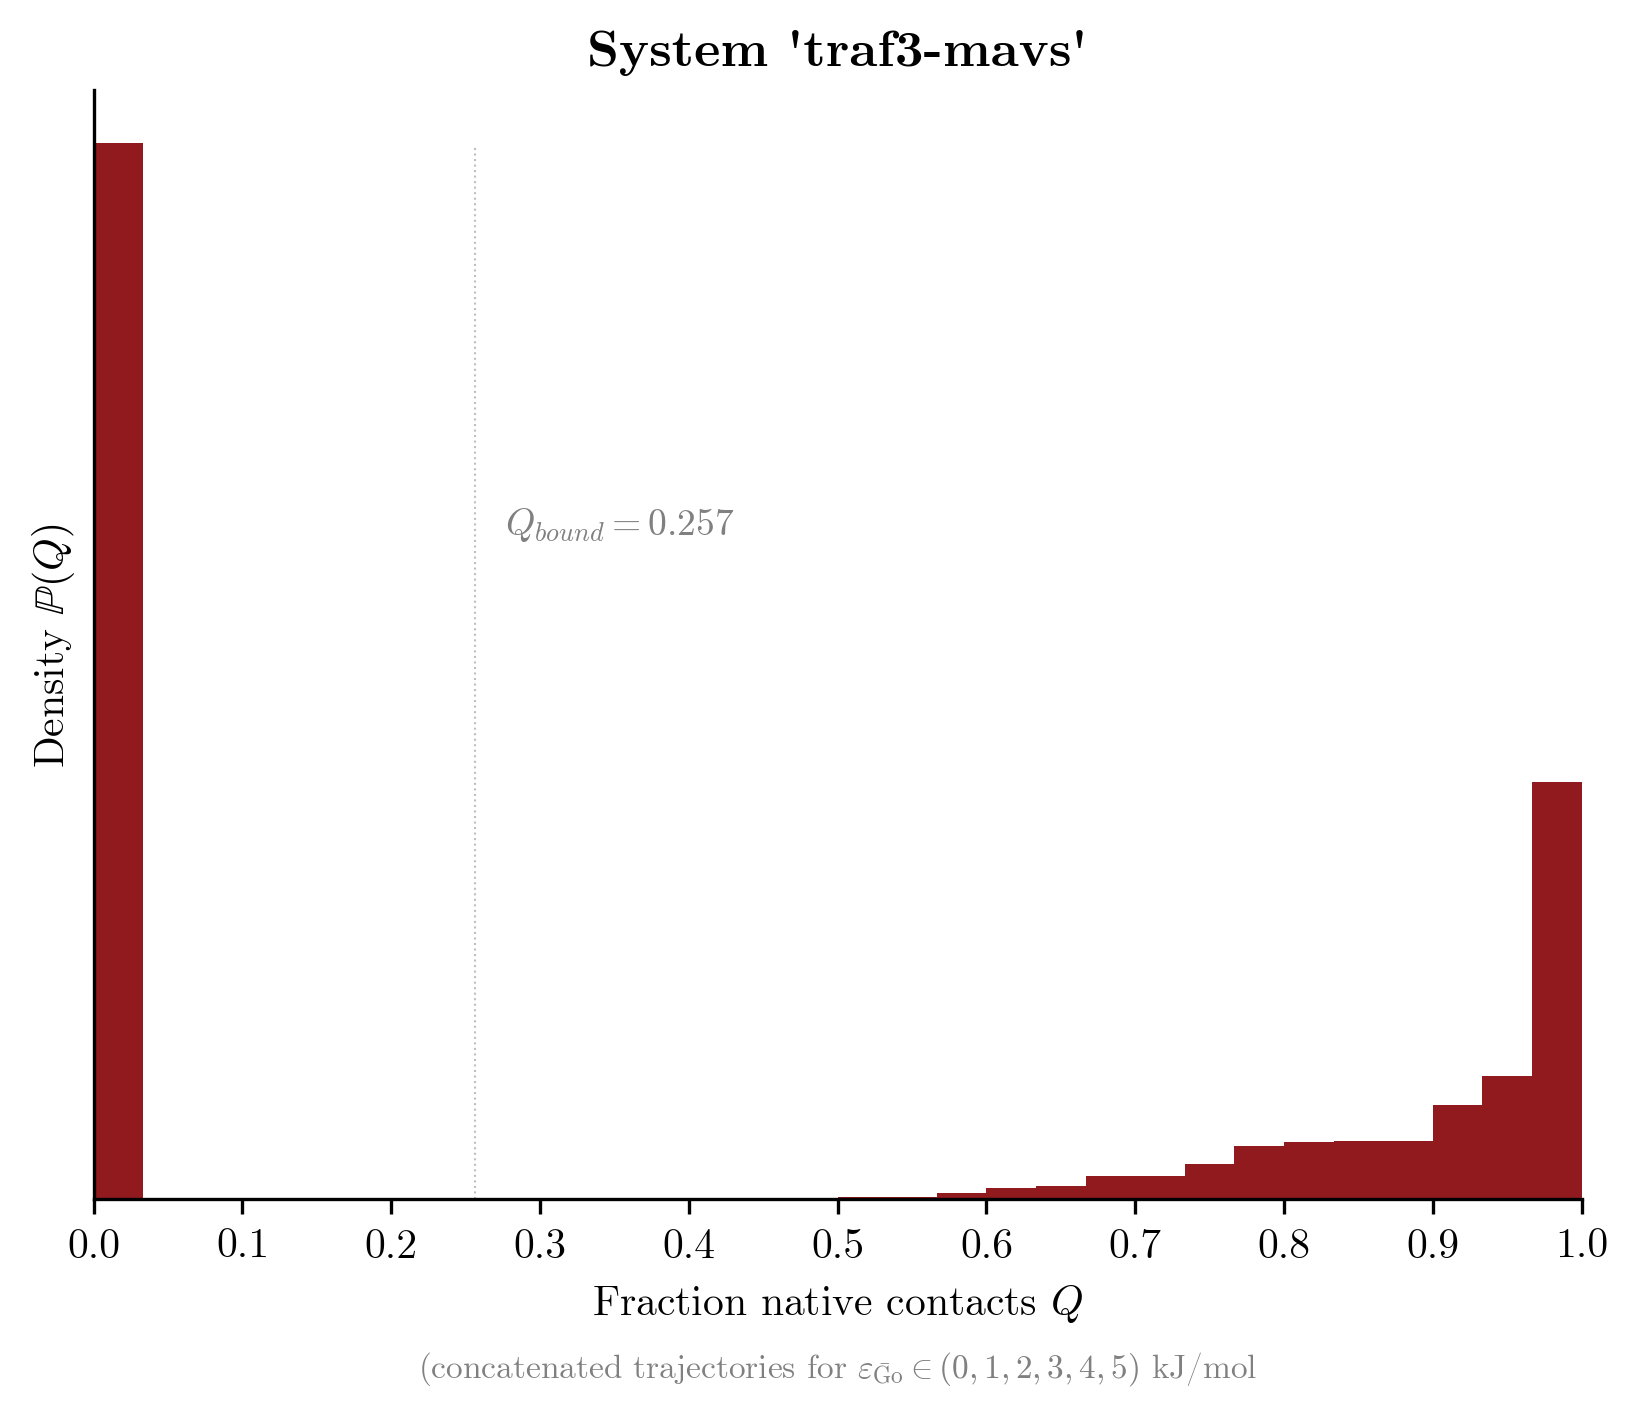 System 'traf3-mavs'
Density ℙ(Q)
Q_bound = 0.257
0.0 0.1 0.2 0.3 0.4 0.5 0.6 0.7 0.8 0.9 1.0
Fraction native contacts Q
(concatenated trajectories for ε_Ḡo ∈ (0, 1, 2, 3, 4, 5) kJ/mol